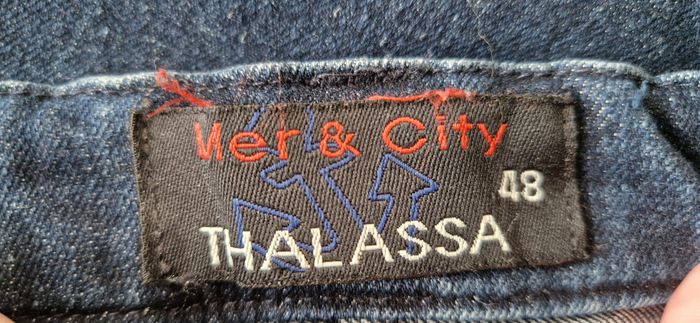 Mer & City
48
THALASSA